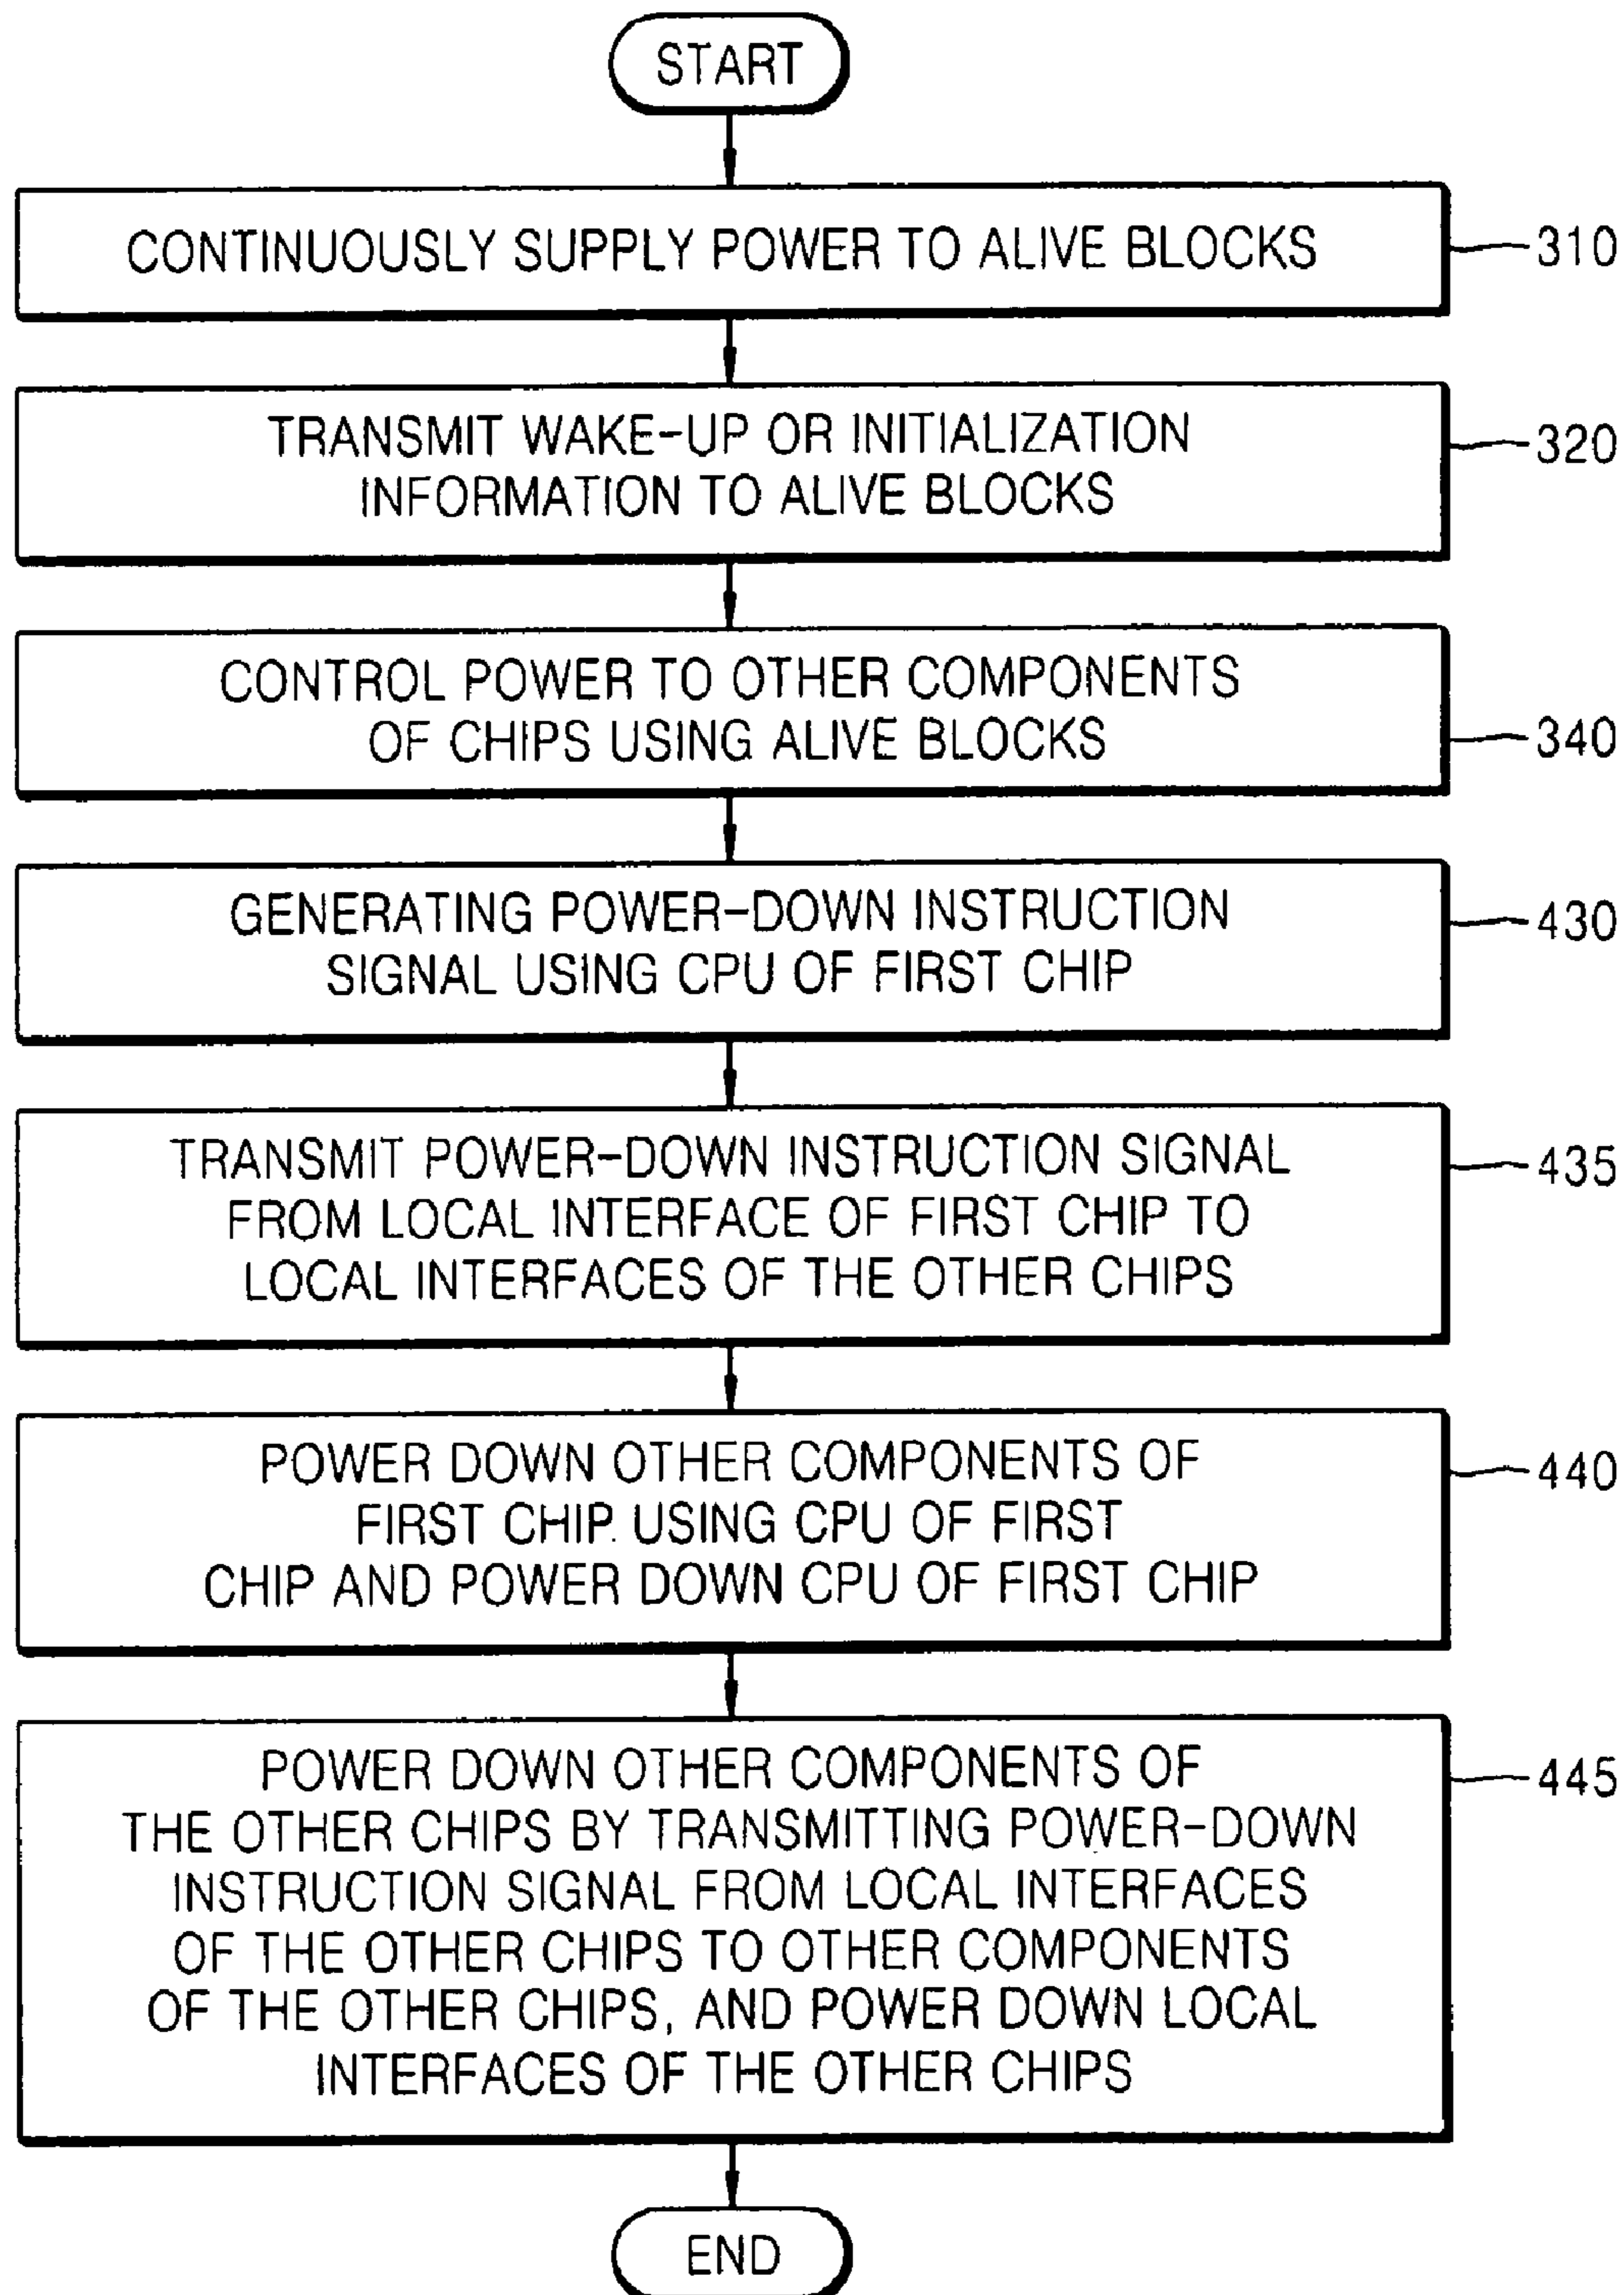 START
CONTINUOUSLY SUPPLY POWER TO ALIVE BLOCKS
310
TRANSMIT WAKE-UP OR INITIALIZATION
INFORMATION TO ALIVE BLOCKS
320
CONTROL POWER TO OTHER COMPONENTS
OF CHIPS USING ALIVE BLOCKS
340
GENERATING POWER-DOWN INSTRUCTION
SIGNAL USING CPU OF FIRST CHIP
430
TRANSMIT POWER-DOWN INSTRUCTION SIGNAL
FROM LOCAL INTERFACE OF FIRST CHIP TO
LOCAL INTERFACES OF THE OTHER CHIPS
435
POWER DOWN OTHER COMPONENTS OF
FIRST CHIP USING CPU OF FIRST
CHIP AND POWER DOWN CPU OF FIRST CHIP
440
POWER DOWN OTHER COMPONENTS OF
THE OTHER CHIPS BY TRANSMITTING POWER-DOWN
INSTRUCTION SIGNAL FROM LOCAL INTERFACES
OF THE OTHER CHIPS TO OTHER COMPONENTS
OF THE OTHER CHIPS, AND POWER DOWN LOCAL
INTERFACES OF THE OTHER CHIPS
445
END